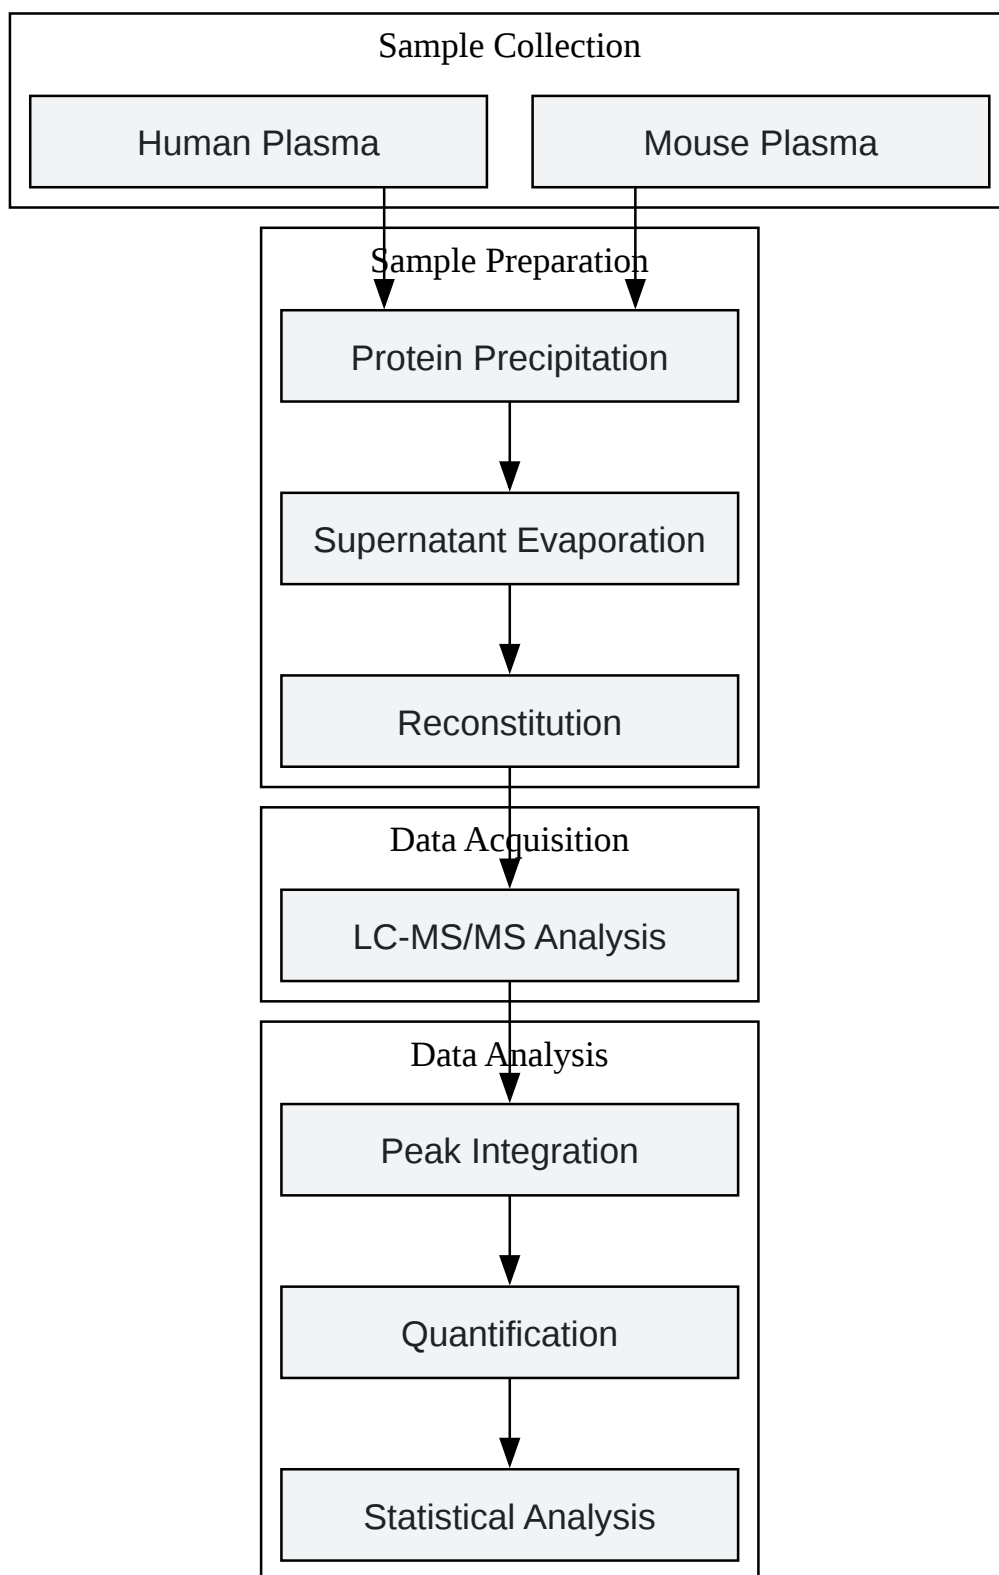 Sample Collection
Human Plasma
Mouse Plasma
Sample Preparation
Protein Precipitation
Supernatant Evaporation
Reconstitution
Data Acquisition
LC-MS/MS Analysis
Data Analysis
Peak Integration
Quantification
Statistical Analysis